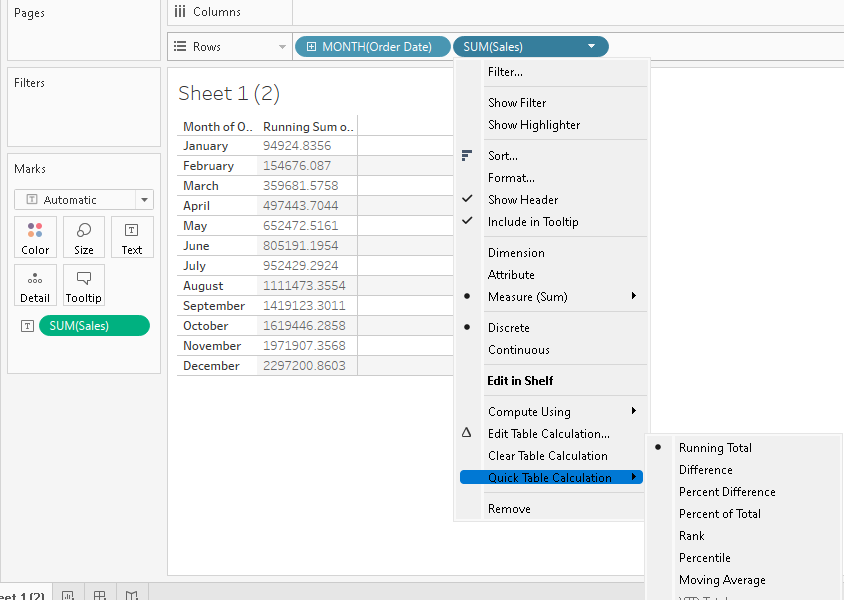 Pages
Columns
Rows
MONTH(Order Date)
SUM(Sales)
Filters
Marks
Automatic
Color
Size
Text
Detail
Tooltip
SUM(Sales)
Sheet 1 (2)
Month of O.. Running Sum o..
January 94924.8356
February 154676.087
March 359681.5758
April 497443.7044
May 652472.5161
June 805191.1954
July 952429.2924
August 1111473.3554
September 1419123.3011
October 1619446.2858
November 1971907.3568
December 2297200.8603
Filter...
Show Filter
Show Highlighter
Sort...
Format...
Show Header
Include in Tooltip
Dimension
Attribute
Measure (Sum)
Discrete
Continuous
Edit in Shelf
Compute Using
Edit Table Calculation...
Clear Table Calculation
Quick Table Calculation
Remove
Running Total
Difference
Percent Difference
Percent of Total
Rank
Percentile
Moving Average
eet 1 (2)